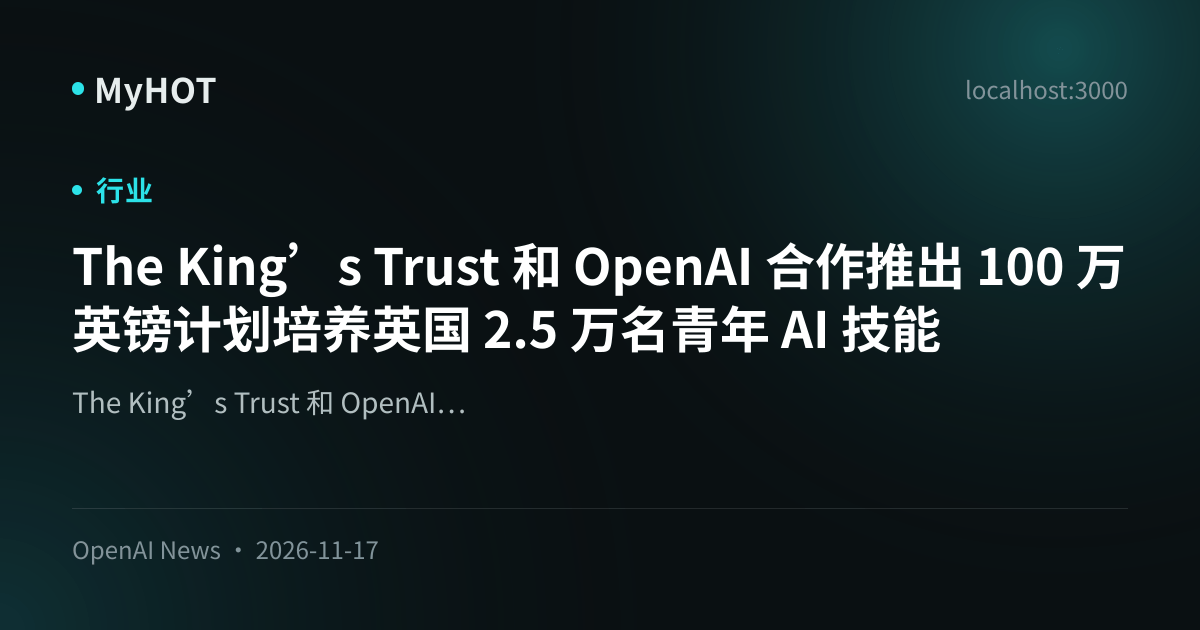 MyHOT
localhost:3000
行业
The King’s Trust 和 OpenAI 合作推出 100 万
英镑计划培养英国 2.5 万名青年 AI 技能
The King’s Trust 和 OpenAI…
OpenAI News · 2026-11-17